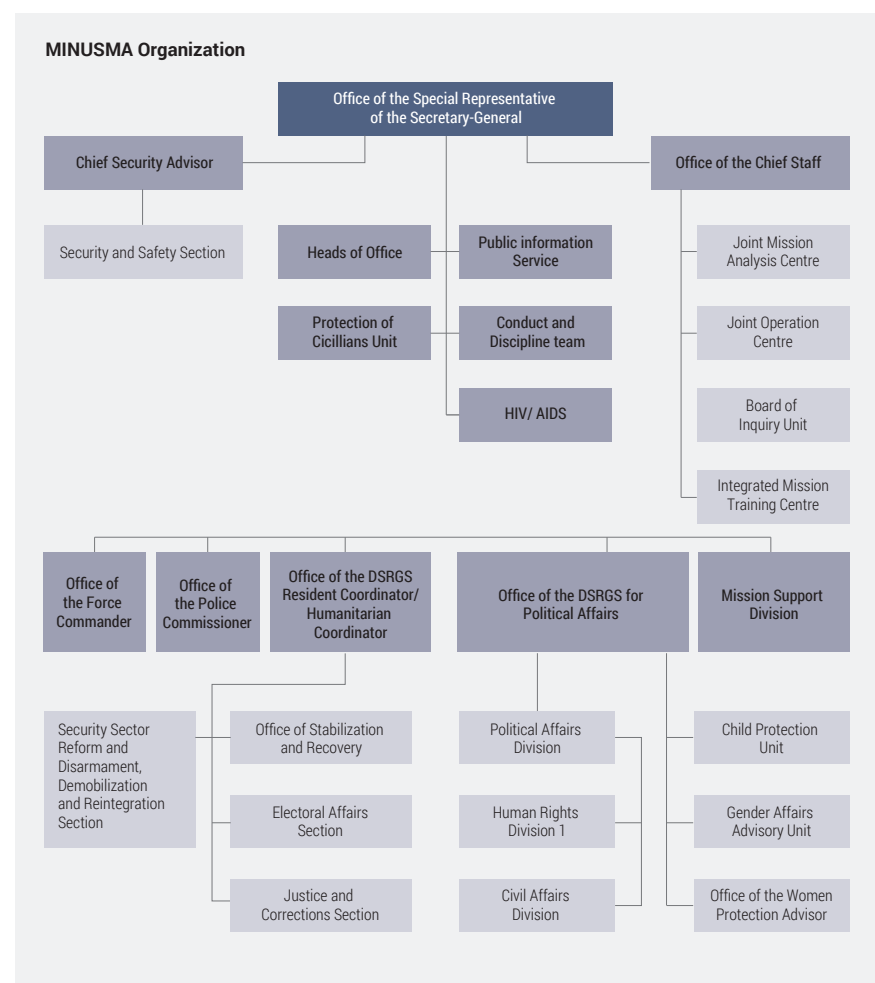 MINUSMA Organization
Office of the Special Representative
of the Secretary-General
Chief Security Advisor
Office of the Chief Staff
Security and Safety Section
Heads of Office
Public information
Service
Joint Mission
Analysis Centre
Protection of
Cicillians Unit
Conduct and
Discipline team
Joint Operation
Centre
HIV/ AIDS
Board of
Inquiry Unit
Integrated Mission
Training Centre
Office of
the Force
Commander
Office of
the Police
Commissioner
Office of the DSRGS
Resident Coordinator/
Humanitarian
Coordinator
Office of the DSRGS for
Political Affairs
Mission Support
Division
Security Sector
Reform and
Disarmament,
Demobilization
and Reintegration
Section
Office of Stabilization
and Recovery
Political Affairs
Division
Child Protection
Unit
Electoral Affairs
Section
Human Rights
Division 1
Gender Affairs
Advisory Unit
Justice and
Corrections Section
Civil Affairs
Division
Office of the Women
Protection Advisor